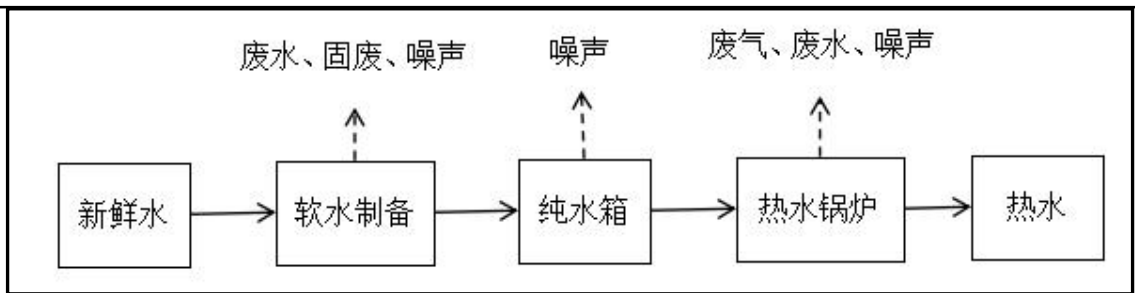 废水、固废、噪声
噪声
废气、废水、噪声
新鲜水
软水制备
纯水箱
热水锅炉
热水